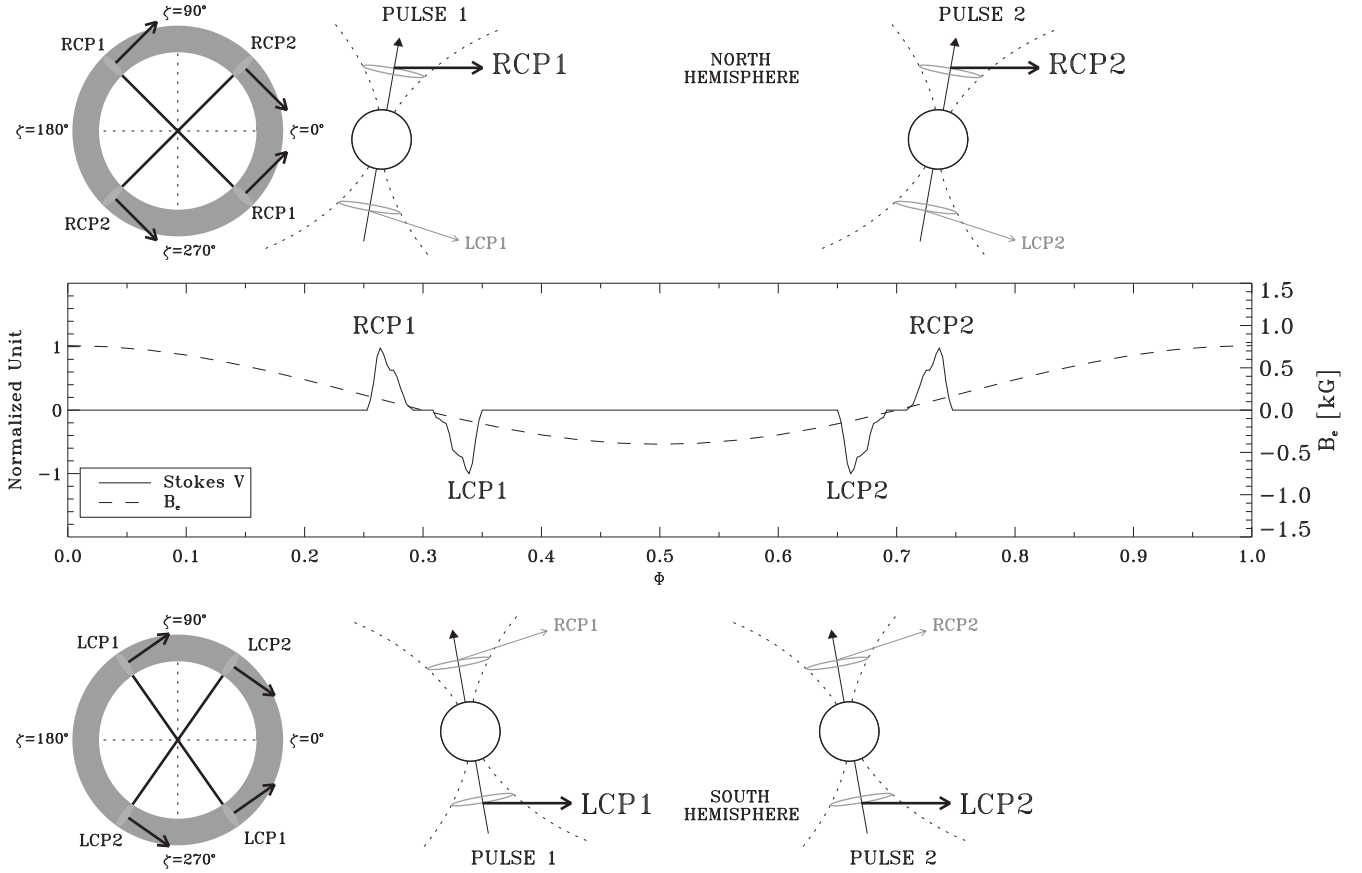 ζ=90°
RCP1
RCP2
ζ=180°
ζ=0°
RCP2
RCP1
ζ=270°
PULSE 1
RCP1
LCP1
NORTH
HEMISPHERE
PULSE 2
RCP2
LCP2
Normalized Unit
1
0
−1
RCP1
LCP1
RCP2
LCP2
Stokes V
Be
1.5
1.0
0.5
0.0
−0.5
−1.0
−1.5
Be [kG]
0.0 0.1 0.2 0.3 0.4 0.5 0.6 0.7 0.8 0.9 1.0
Φ
ζ=90°
LCP1
LCP2
ζ=180°
ζ=0°
LCP2
LCP1
ζ=270°
RCP1
LCP1
PULSE 1
SOUTH
HEMISPHERE
RCP2
LCP2
PULSE 2